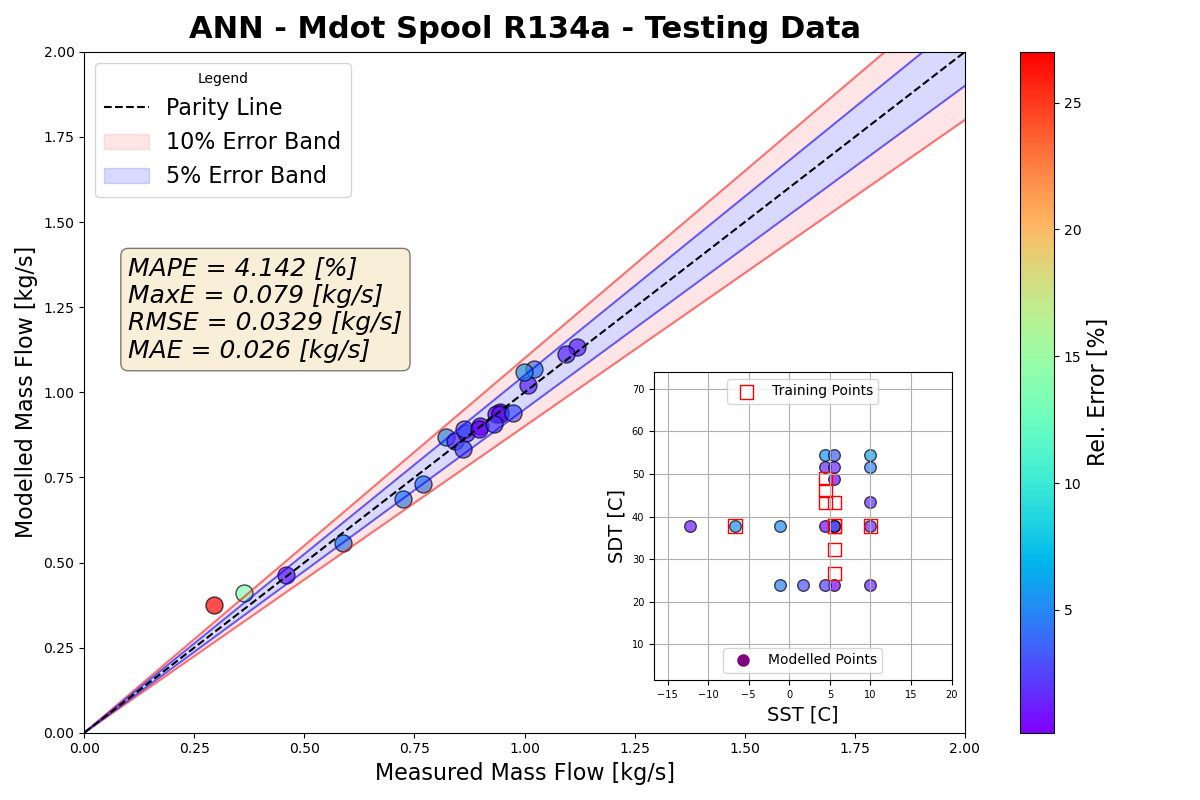 ANN - Mdot Spool R134a - Testing Data
Legend
Parity Line
10% Error Band
5% Error Band
MAPE = 4.142 [%]
MaxE = 0.079 [kg/s]
RMSE = 0.0329 [kg/s]
MAE = 0.026 [kg/s]
Modelled Mass Flow [kg/s]
2.00
1.75
1.50
1.25
1.00
0.75
0.50
0.25
0.00
0.00 0.25 0.50 0.75 1.00 1.25 1.50 1.75 2.00
Measured Mass Flow [kg/s]
Training Points
SDT [C]
70
60
50
40
30
20
10
Modelled Points
−15 −10 −5 0 5 10 15 20
SST [C]
25
20
15
10
5
Rel. Error [%]